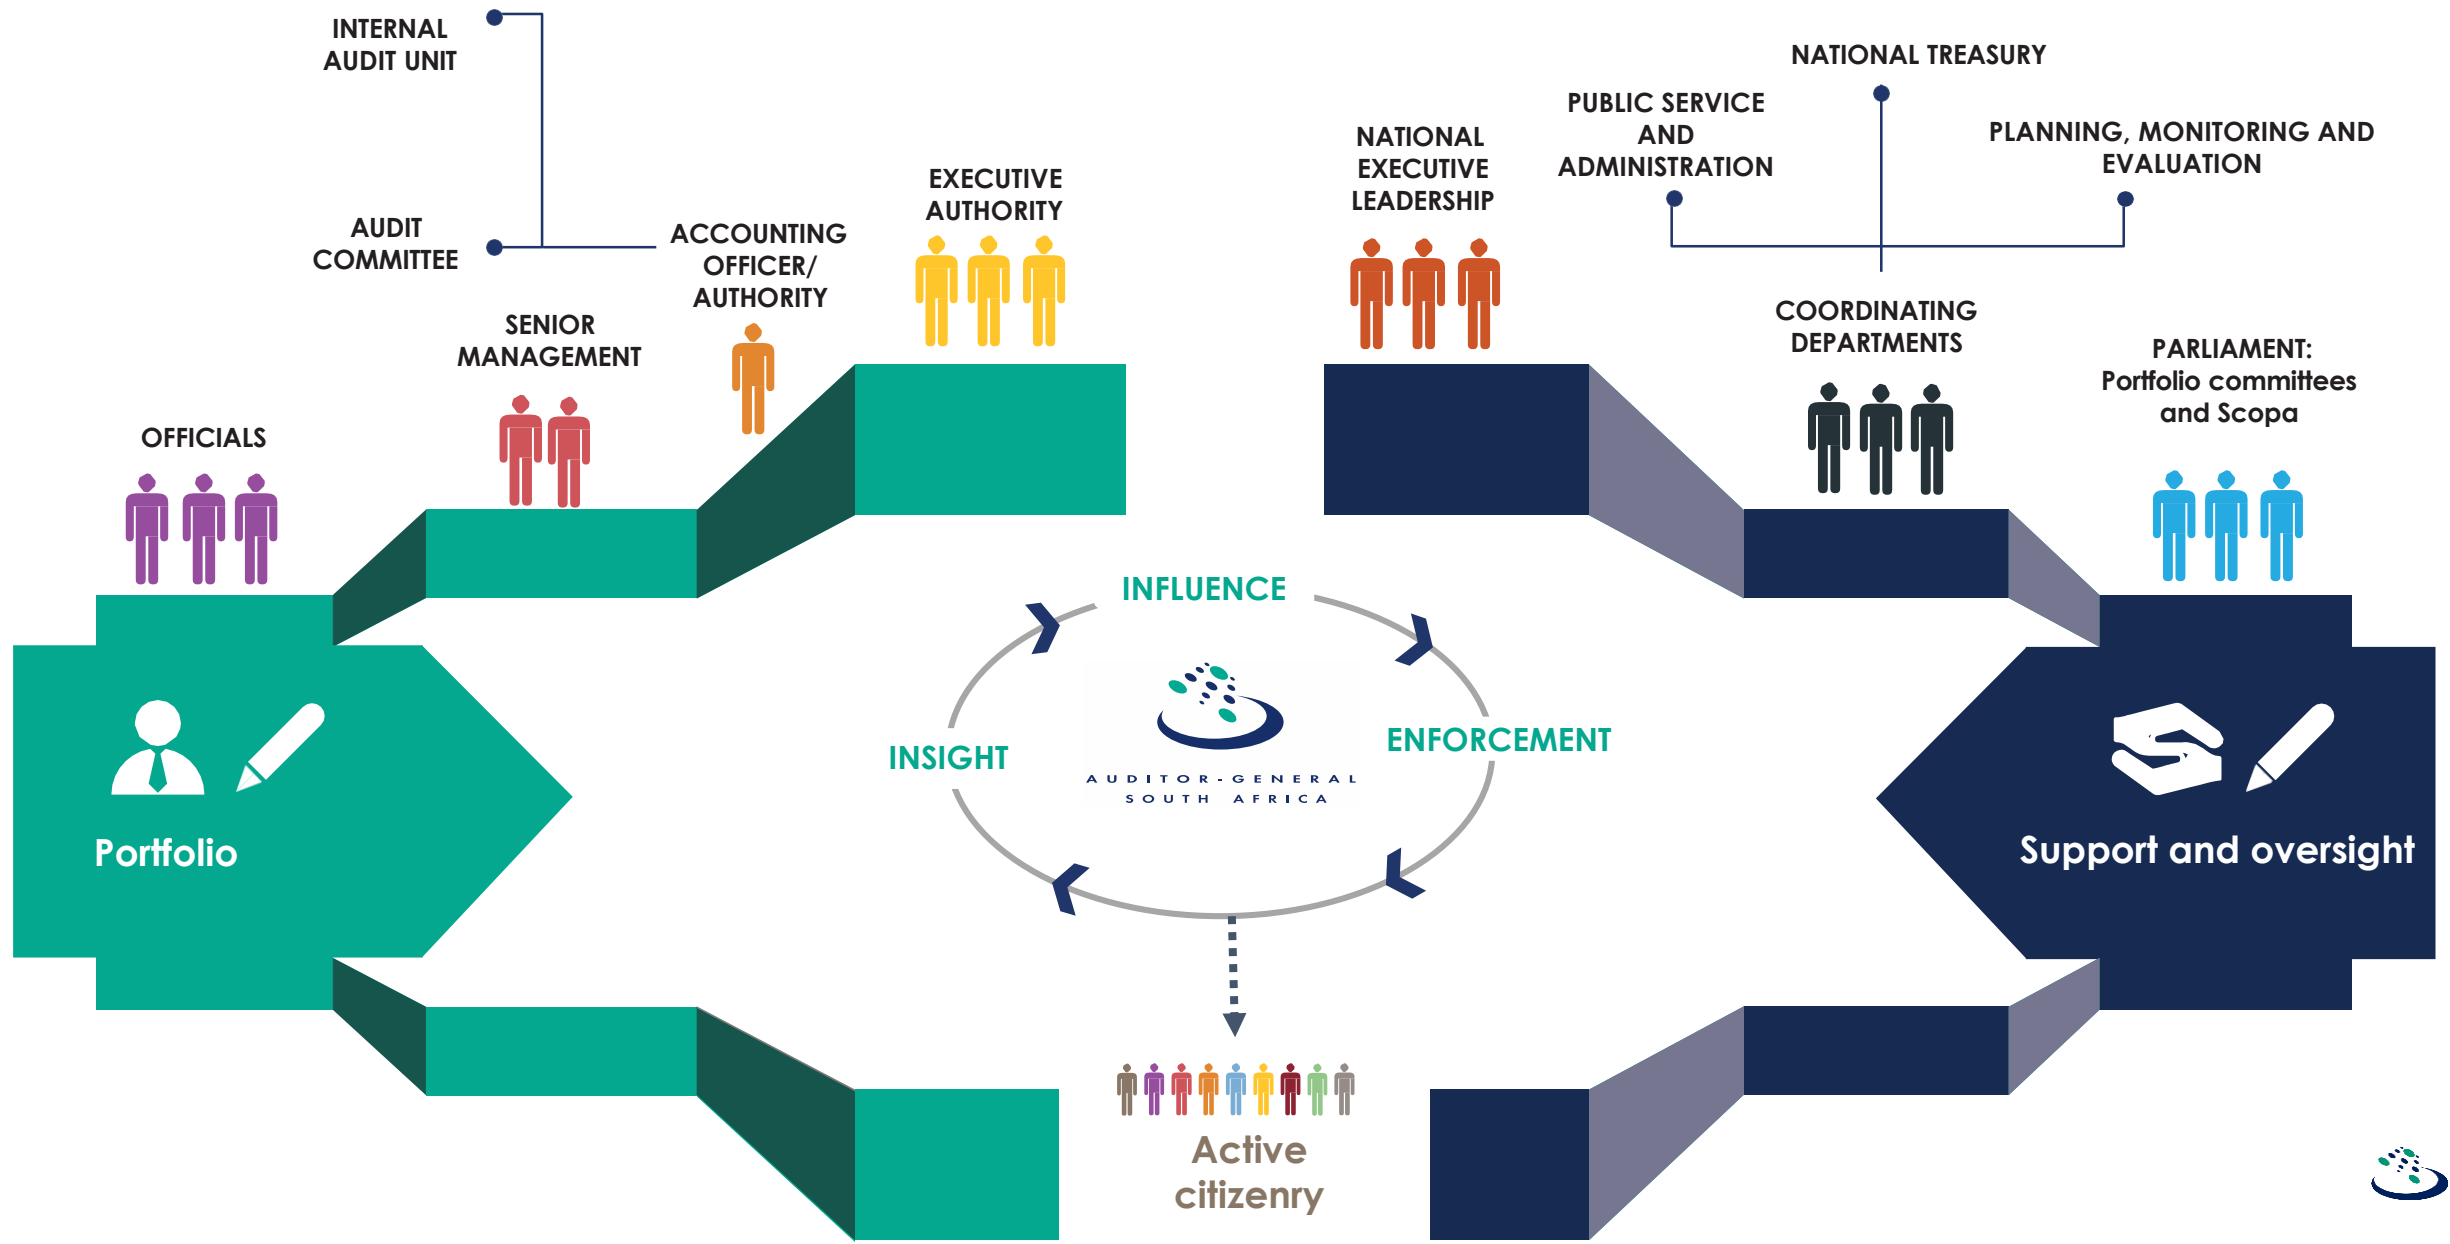 INTERNAL
AUDIT UNIT
AUDIT
COMMITTEE
ACCOUNTING
OFFICER/
AUTHORITY
EXECUTIVE
AUTHORITY
SENIOR
MANAGEMENT
OFFICIALS
NATIONAL
EXECUTIVE
LEADERSHIP
PUBLIC SERVICE
AND
ADMINISTRATION
NATIONAL TREASURY
PLANNING, MONITORING AND
EVALUATION
COORDINATING
DEPARTMENTS
PARLIAMENT:
Portfolio committees
and Scopa
INFLUENCE
INSIGHT
ENFORCEMENT
AUDITOR-GENERAL
SOUTH AFRICA
Portfolio
Support and oversight
Active
citizenry